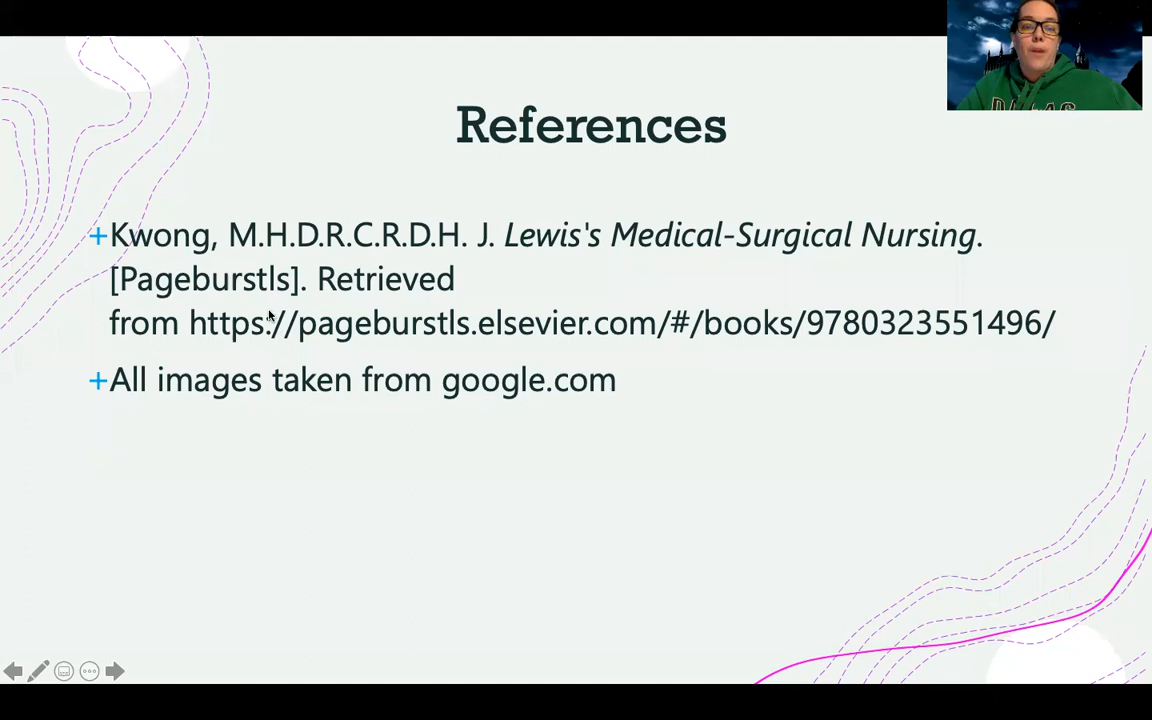 References
+Kwong, M.H.D.R.C.R.D.H. J. Lewis's Medical-Surgical Nursing.
[Pageburstls]. Retrieved
from https://pageburstls.elsevier.com/#/books/9780323551496/
+All images taken from google.com